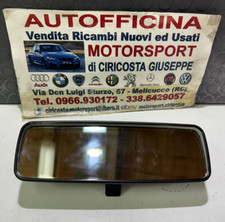 AUTOFFICINA
Vendita Ricambi Nuovi ed Usati
MOTORSPORT
di CIRICOSTA GIUSEPPE
Audi
Via Don Luigi Sturzo, 67 - Melicucco (RC)
Tel. 0966.930172 - 338.6429057